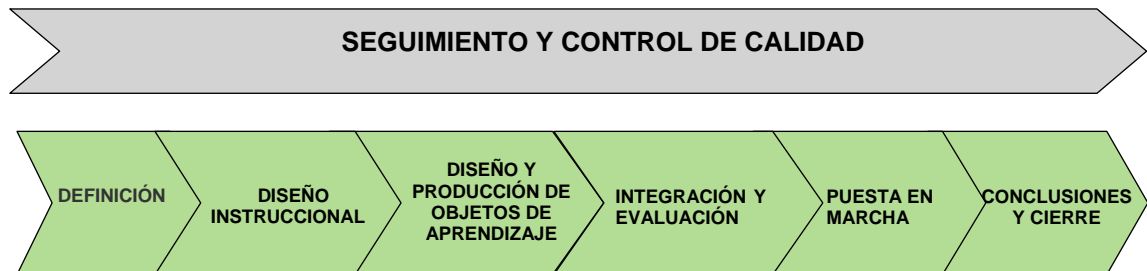 SEGUIMIENTO Y CONTROL DE CALIDAD
DEFINICIÓN
DISEÑO
INSTRUCCIONAL
DISEÑO Y
PRODUCCIÓN DE
OBJETOS DE
APRENDIZAJE
INTEGRACIÓN Y
EVALUACIÓN
PUESTA EN
MARCHA
CONCLUSIONES
Y CIERRE